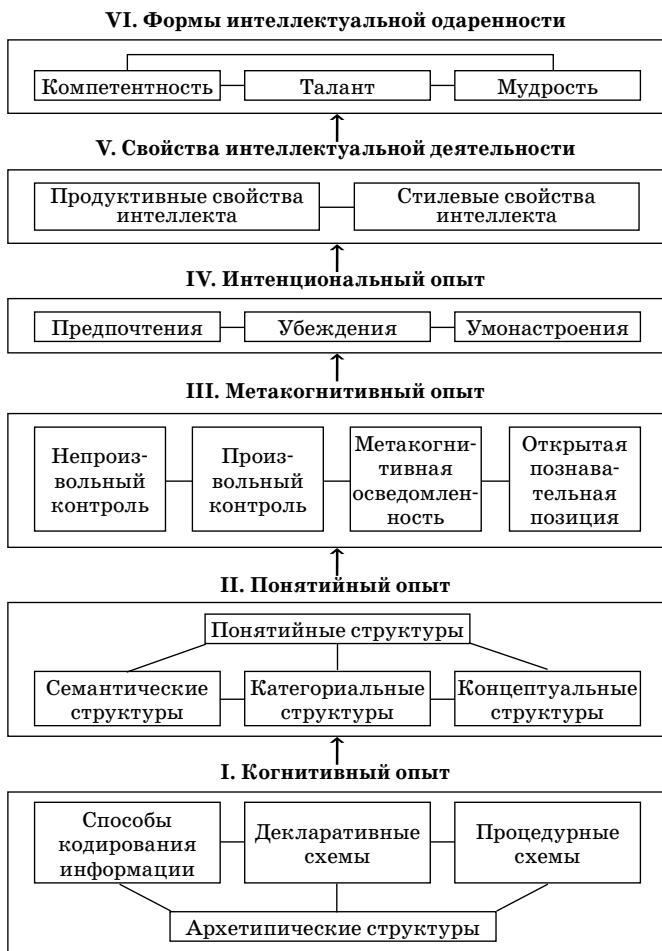 VI. Формы интеллектуальной одаренности
Компетентность
Талант
Мудрость
V. Свойства интеллектуальной деятельности
Продуктивные свойства
интеллекта
Стилевые свойства
интеллекта
IV. Интенциональный опыт
Предпочтения
Убеждения
Умонастроения
III. Метакогнитивный опыт
Непроиз-
вольный
контроль
Произ-
вольный
контроль
Метакогни-
тивная
осведомлен-
ность
Открытая
познава-
тельная
позиция
II. Понятийный опыт
Понятийные структуры
Семантические
структуры
Категориальные
структуры
Концептуальные
структуры
I. Когнитивный опыт
Способы
кодирования
информации
Декларативные
схемы
Процедурные
схемы
Архетипические структуры